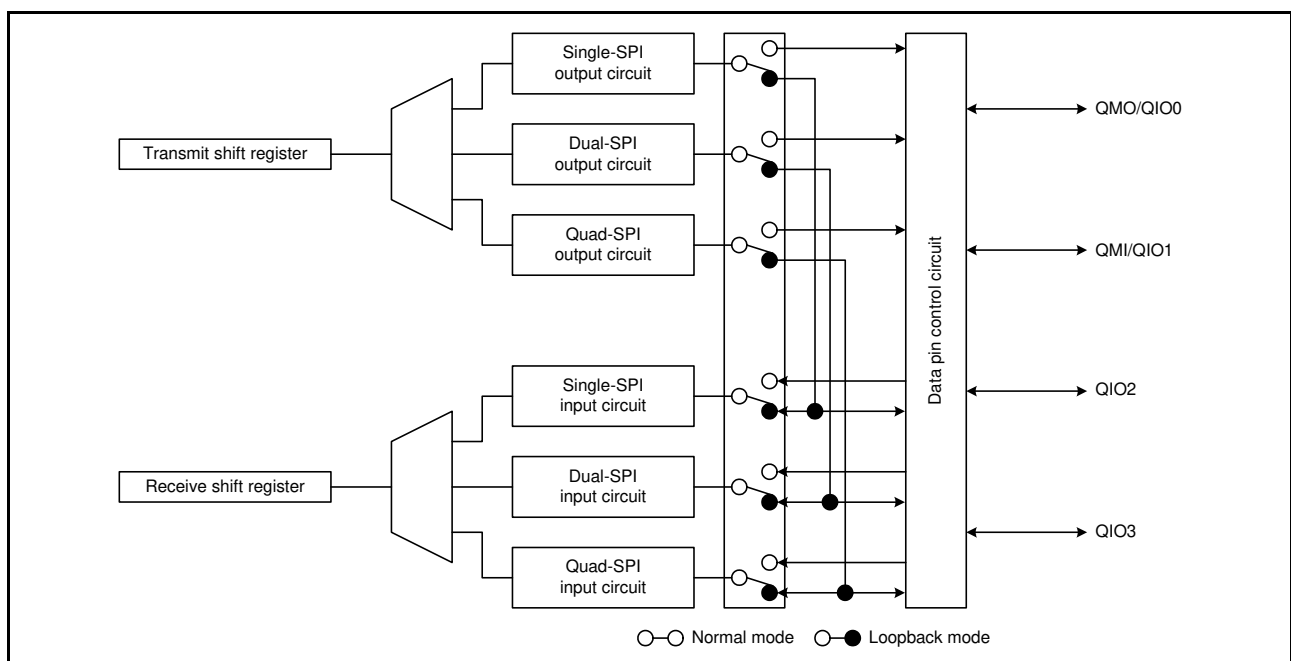 Single-SPI
output circuit
QMO/QIO0
Transmit shift register
Dual-SPI
output circuit
Quad-SPI
output circuit
QMI/QIO1
Data pin control circuit
Single-SPI
input circuit
QIO2
Receive shift register
Dual-SPI
input circuit
QIO3
Quad-SPI
input circuit
Normal mode
Loopback mode